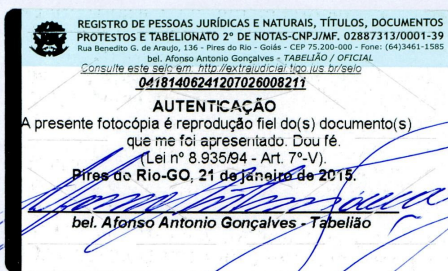 REGISTRO DE PESSOAS JURÍDICAS E NATURAIS, TÍTULOS, DOCUMENTOS
PROTESTOS E TABELIONATO 2º DE NOTAS-CNPJ/MF. 02887313/0001-39
Rua Benedito G. de Araujo, 136 - Pires do Rio - Goiás - CEP 75.200-000 - Fone: (64)3461-1585
bel. Afonso Antonio Gonçalves - TABELIÃO / OFICIAL
Consulte este selo em: http://extrajudicial.tjgo.jus.br/selo
04181406241207026008211
AUTENTICAÇÃO
A presente fotocópia é reprodução fiel do(s) documento(s)
que me foi apresentado. Dou fé.
(Lei nº 8.935/94 - Art. 7º-V).
Pires do Rio-GO, 21 de janeiro de 2015.
bel. Afonso Antonio Gonçalves - Tabelião